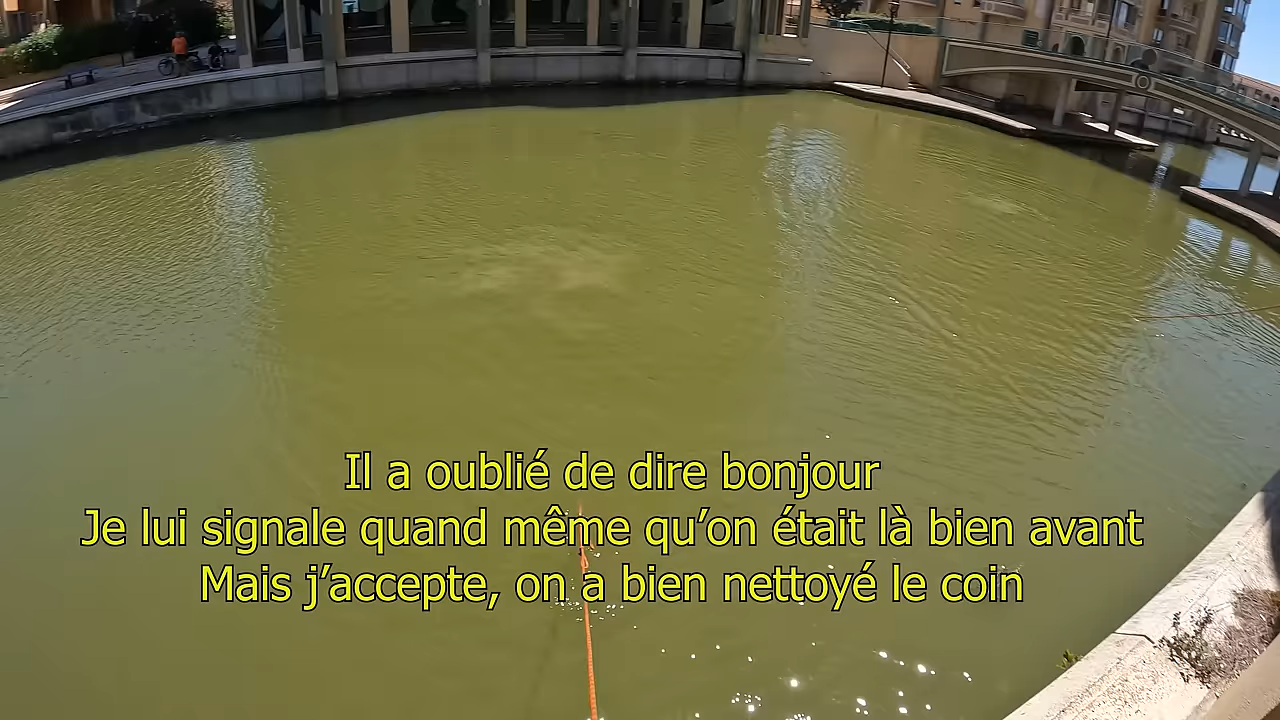 Il a oublié de dire bonjour
Je lui signale quand même qu’on était là bien avant
Mais j’accepte, on a bien nettoyé le coin